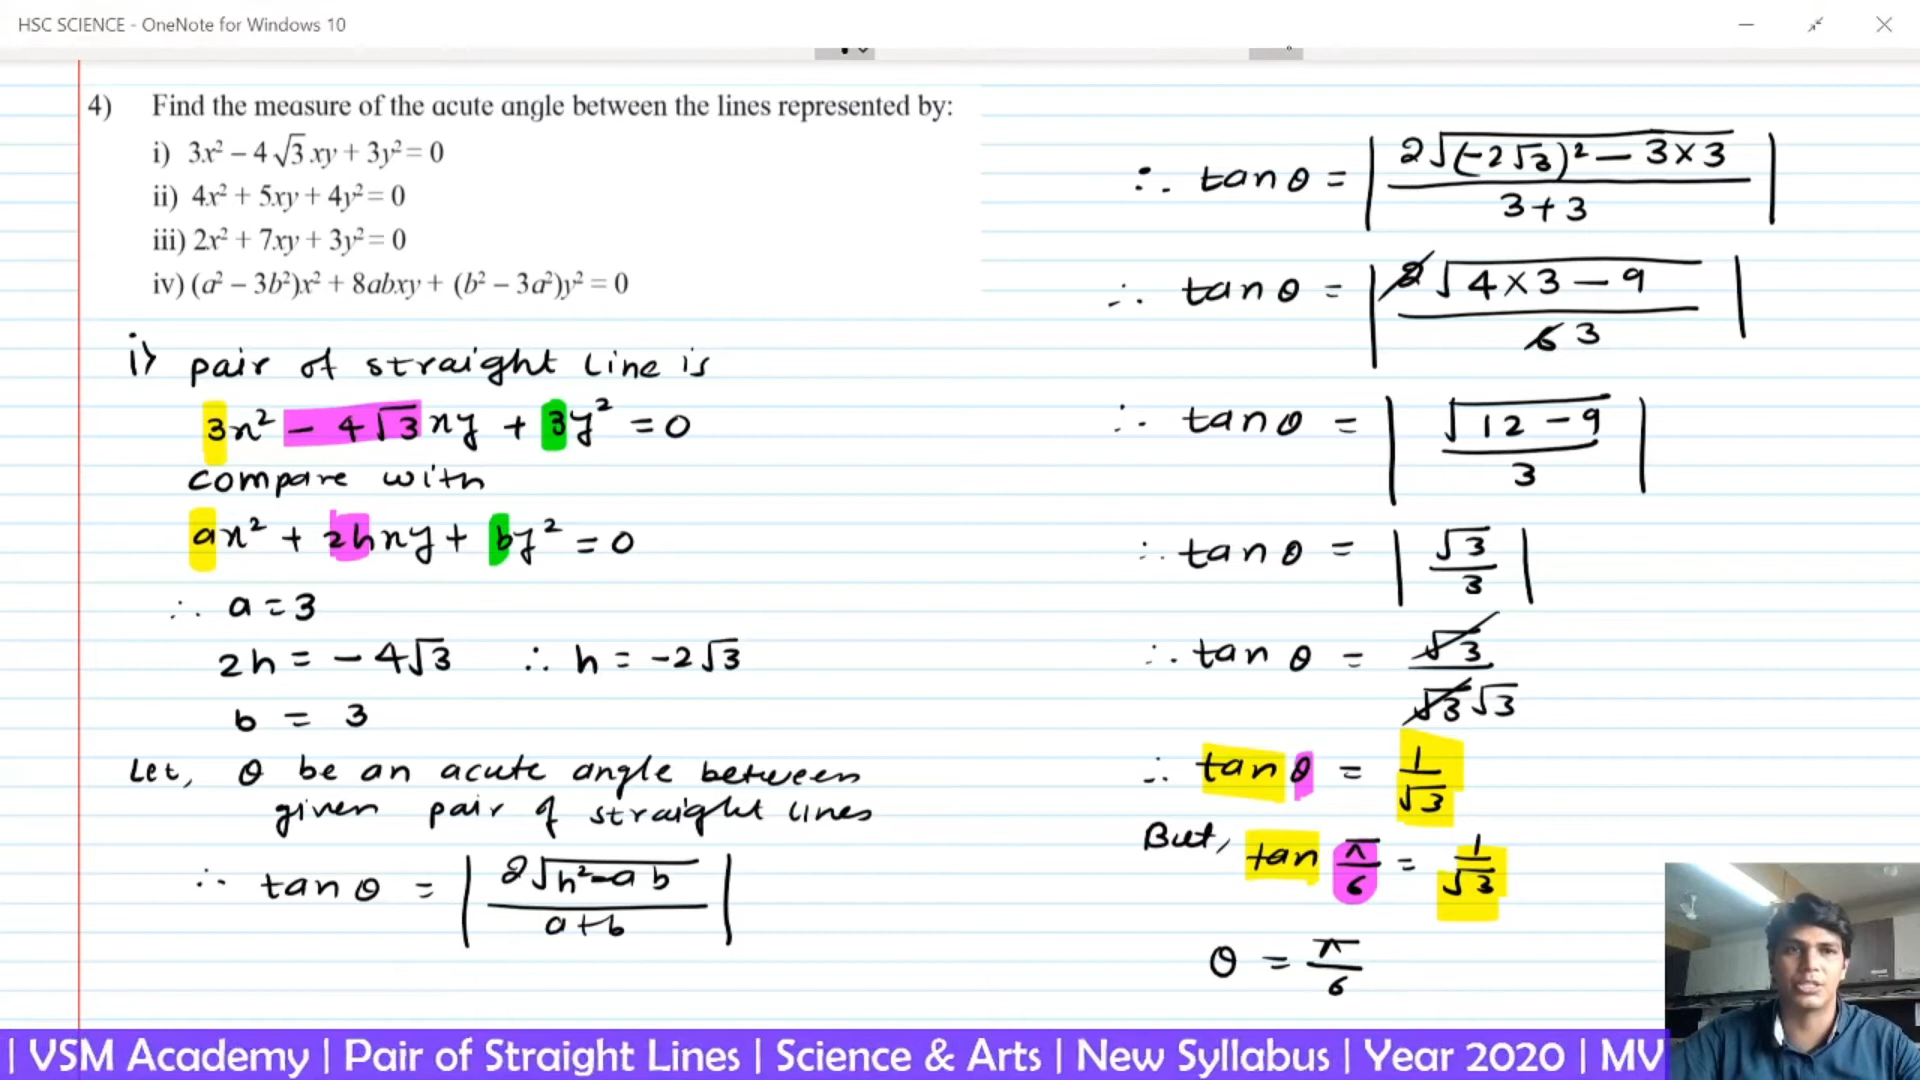 HSC SCIENCE - OneNote for Windows 10
4) Find the measure of the acute angle between the lines represented by:
i) 3x² – 4√3 xy + 3y² = 0
ii) 4x² + 5xy + 4y² = 0
iii) 2x² + 7xy + 3y² = 0
iv) (a² – 3b²)x² + 8abxy + (b² – 3a²)y² = 0
i) pair of straight line is
3x² – 4√3 xy + 3y² = 0
compare with
ax² + 2hxy + by² = 0
∴ a = 3
2h = – 4√3 ∴ h = -2√3
b = 3
Let, θ be an acute angle between
given pair of straight lines
∴ tan θ = | 2√(h²-ab) / (a+b) |
∴ tan θ = | 2√((-2√3)² – 3×3) / (3+3) |
∴ tan θ = | 2√(4×3 – 9) / 6 3 |
∴ tan θ = | √(12 – 9) / 3 |
∴ tan θ = | √3 / 3 |
∴ tan θ = √3 / √3 √3
∴ tan θ = 1/√3
But, tan π/6 = 1/√3
θ = π/6
| VSM Academy | Pair of Straight Lines | Science & Arts | New Syllabus | Year 2020 | MV